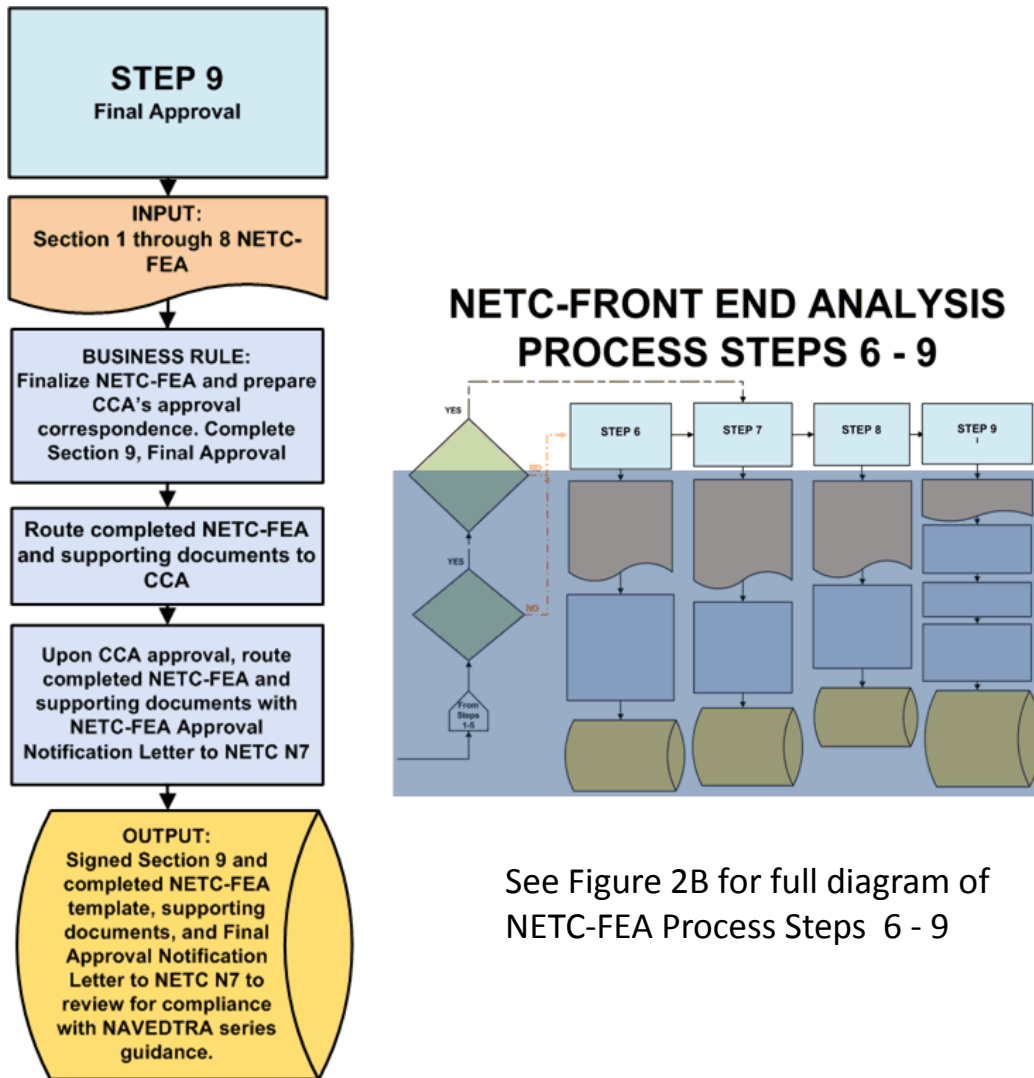 STEP 9
Final Approval
INPUT:
Section 1 through 8 NETC-
FEA
BUSINESS RULE:
Finalize NETC-FEA and prepare
CCA's approval
correspondence. Complete
Section 9, Final Approval
Route completed NETC-FEA
and supporting documents to
CCA
Upon CCA approval, route
completed NETC-FEA and
supporting documents with
NETC-FEA Approval
Notification Letter to NETC N7
OUTPUT:
Signed Section 9 and
completed NETC-FEA
template, supporting
documents, and Final
Approval Notification
Letter to NETC N7 to
review for compliance
with NAVEDTRA series
guidance.
NETC-FRONT END ANALYSIS
PROCESS STEPS 6 - 9
YES
STEP 6
STEP 7
STEP 8
STEP 9
NO
YES
NO
From
Steps
1-5
See Figure 2B for full diagram of
NETC-FEA Process Steps 6 - 9